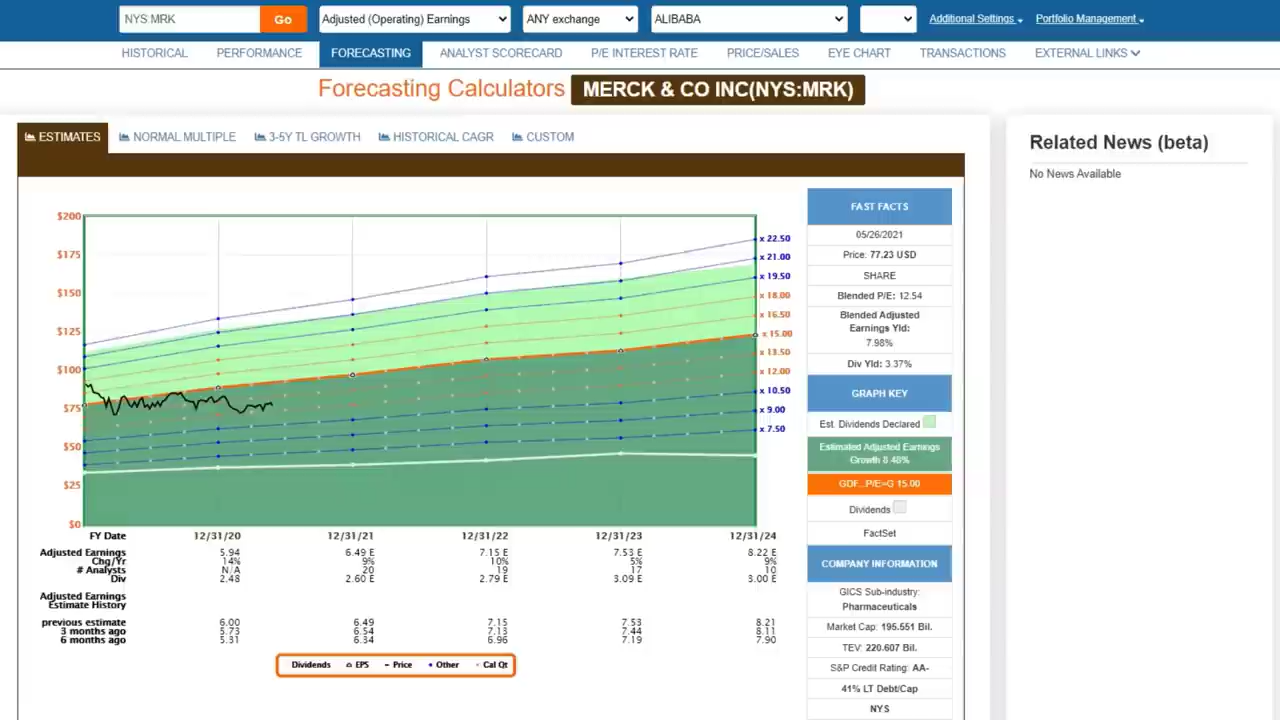 NYS:MRK Go Adjusted (Operating) Earnings ANY exchange ALIBABA Additional Settings Portfolio Management
HISTORICAL PERFORMANCE FORECASTING ANALYST SCORECARD P/E INTEREST RATE PRICE/SALES EYE CHART TRANSACTIONS EXTERNAL LINKS
Forecasting Calculators MERCK & CO INC(NYS:MRK)
ESTIMATES NORMAL MULTIPLE 3-5Y TL GROWTH HISTORICAL CAGR CUSTOM
Related News (beta)
No News Available
$200
$175
$150
$125
$100
$75
$50
$25
$0
x 22.50
x 21.00
x 19.50
x 18.00
x 16.50
x 15.00
x 13.50
x 12.00
x 10.50
x 9.00
x 7.50
FY Date 12/31/20 12/31/21 12/31/22 12/31/23 12/31/24
Adjusted Earnings 5.94 6.49 E 7.15 E 7.53 E 8.22 E
Chg/Yr 14% 9% 10% 5% 9%
# Analysts N/A 20 19 17 10
Div 2.48 2.60 E 2.79 E 3.09 E 3.00 E
Adjusted Earnings
Estimate History
previous estimate 6.00 6.49 7.15 7.53 8.21
3 months ago 5.73 6.54 7.13 7.44 8.11
6 months ago 5.31 6.34 6.96 7.19 7.90
Dividends EPS Price Other Cal Qt
FAST FACTS
05/26/2021
Price: 77.23 USD
SHARE
Blended P/E: 12.54
Blended Adjusted
Earnings Yld:
7.98%
Div Yld: 3.37%
GRAPH KEY
Est. Dividends Declared
Estimated Adjusted Earnings
Growth 8.48%
GDF...P/E=G 15.00
Dividends
FactSet
COMPANY INFORMATION
GICS Sub-industry:
Pharmaceuticals
Market Cap: 195.551 Bil.
TEV: 220.607 Bil.
S&P Credit Rating: AA-
41% LT Debt/Cap
NYS